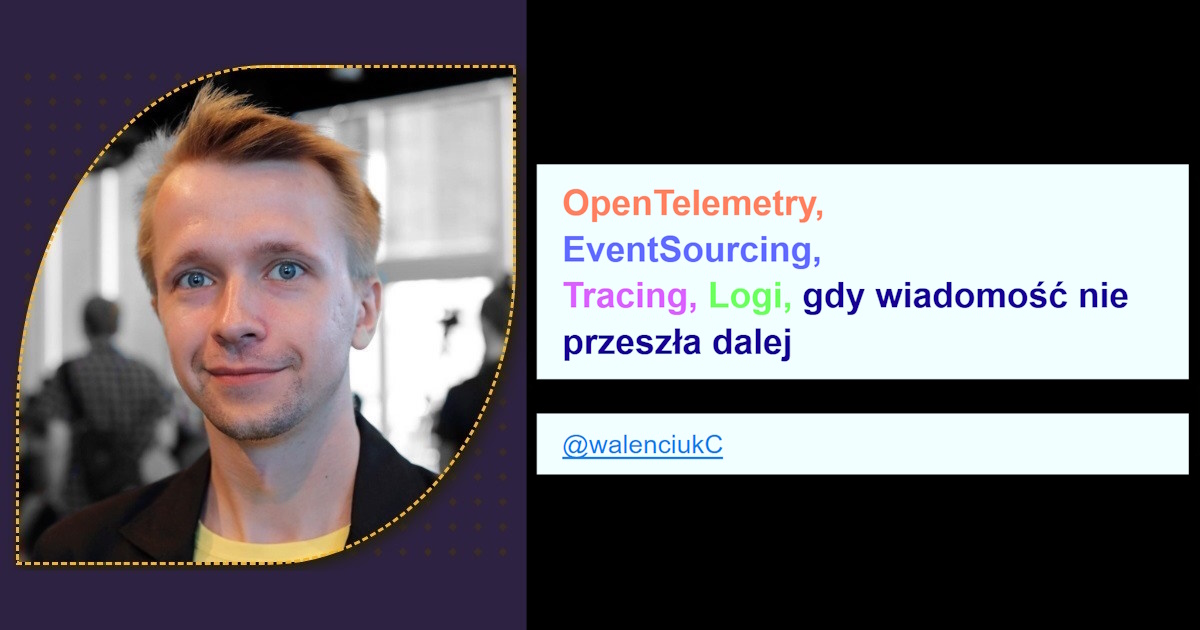 OpenTelemetry,
EventSourcing,
Tracing, Logi, gdy wiadomość nie
przeszła dalej
@walenciukC